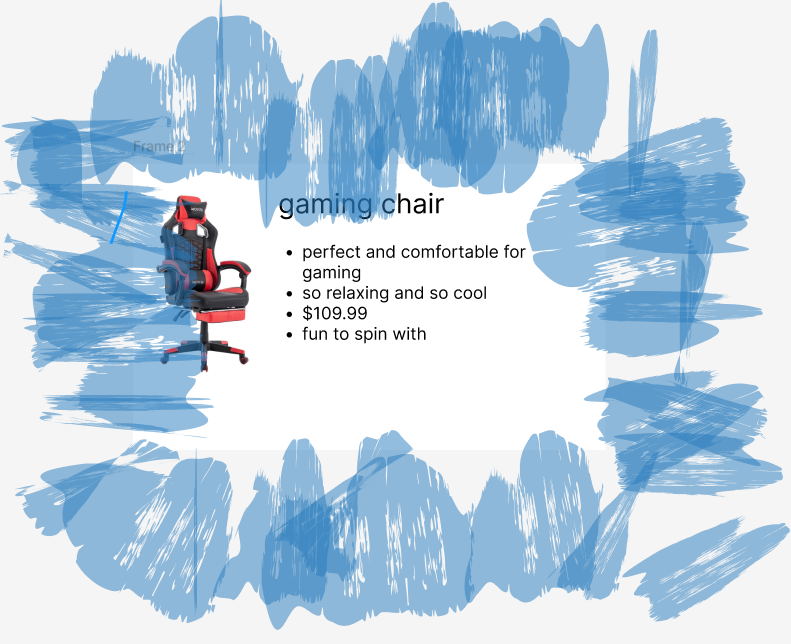 Frame 2
gaming chair
perfect and comfortable for
gaming
so relaxing and so cool
$109.99
fun to spin with